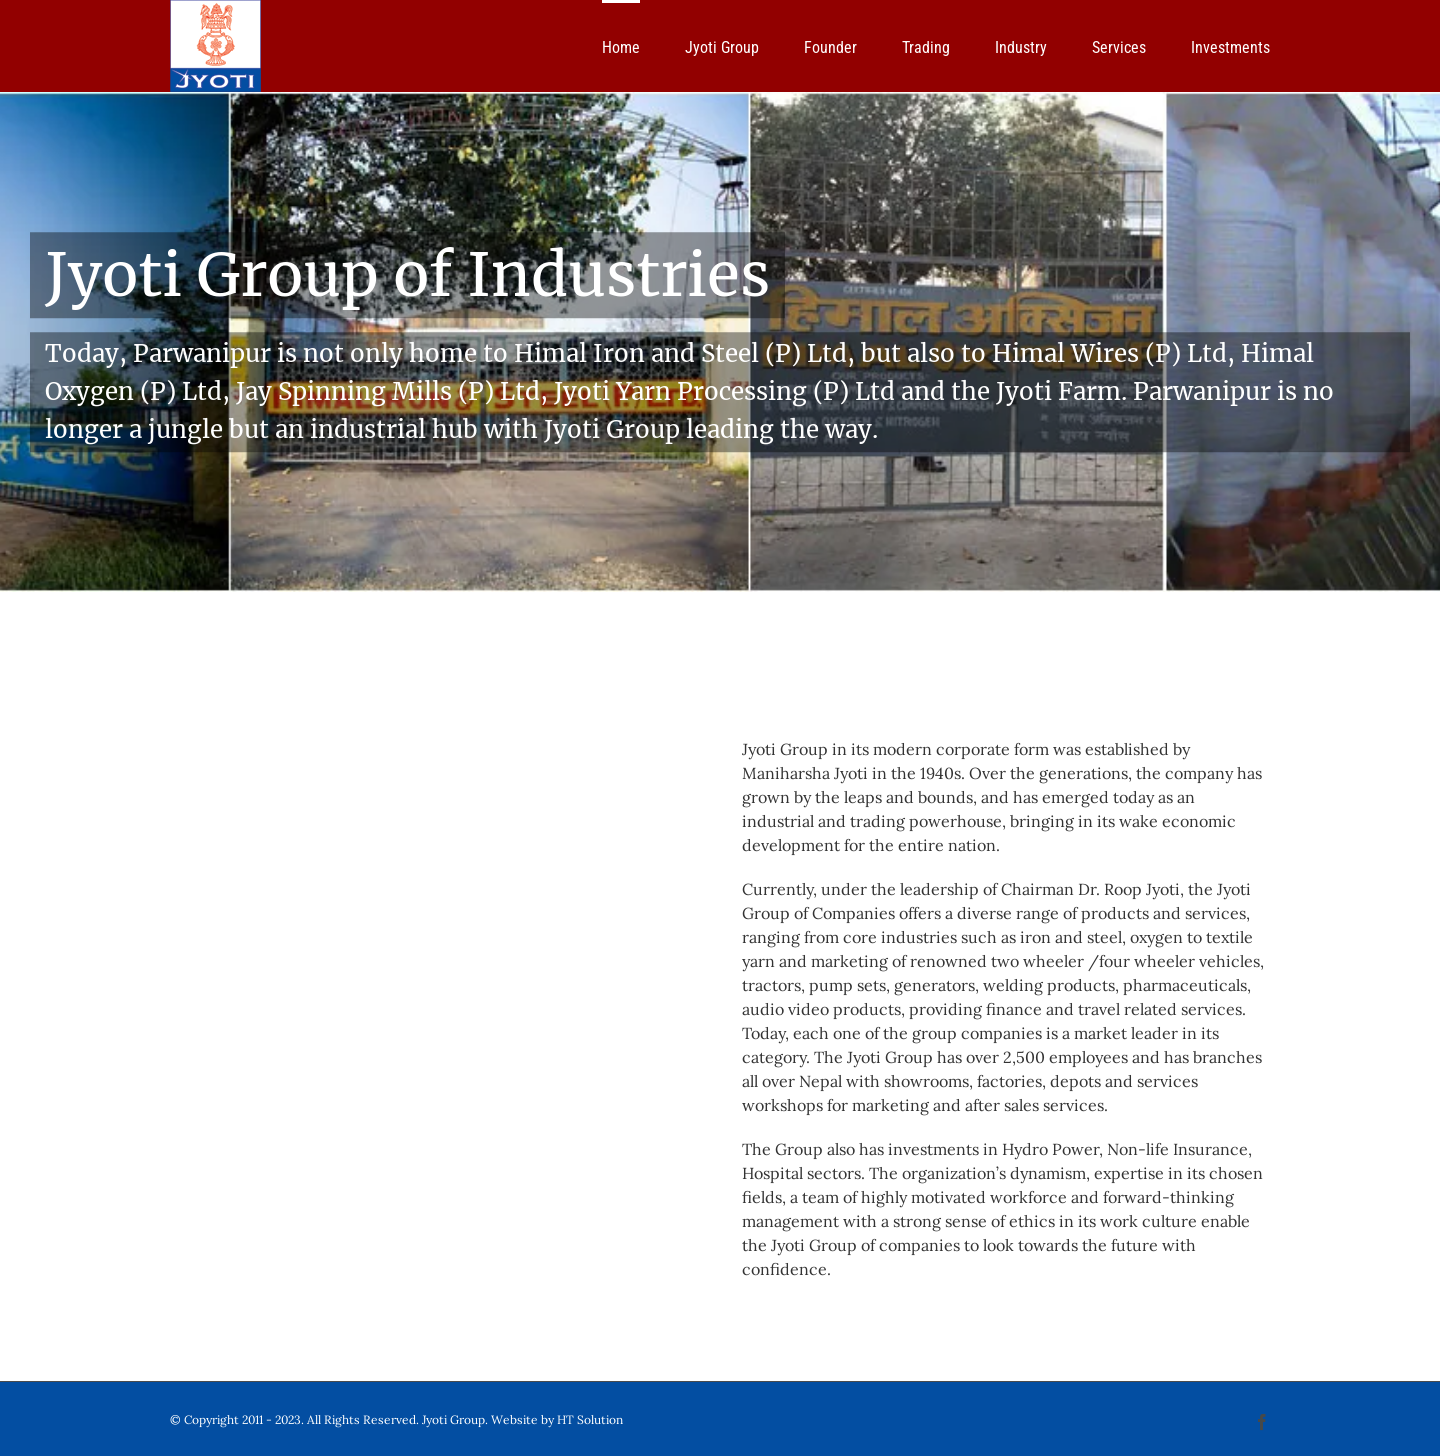 JYOTI
Home
Jyoti Group
Founder
Trading
Industry
Services
Investments
Jyoti Group of Industries
हिमाल अक्सिजन
Today, Parwanipur is not only home to Himal Iron and Steel (P) Ltd, but also to Himal Wires (P) Ltd, Himal
Oxygen (P) Ltd, Jay Spinning Mills (P) Ltd, Jyoti Yarn Processing (P) Ltd and the Jyoti Farm. Parwanipur is no
longer a jungle but an industrial hub with Jyoti Group leading the way.
प्लान्ट
Jyoti Group in its modern corporate form was established by
Maniharsha Jyoti in the 1940s. Over the generations, the company has
grown by the leaps and bounds, and has emerged today as an
industrial and trading powerhouse, bringing in its wake economic
development for the entire nation.
Currently, under the leadership of Chairman Dr. Roop Jyoti, the Jyoti
Group of Companies offers a diverse range of products and services,
ranging from core industries such as iron and steel, oxygen to textile
yarn and marketing of renowned two wheeler /four wheeler vehicles,
tractors, pump sets, generators, welding products, pharmaceuticals,
audio video products, providing finance and travel related services.
Today, each one of the group companies is a market leader in its
category. The Jyoti Group has over 2,500 employees and has branches
all over Nepal with showrooms, factories, depots and services
workshops for marketing and after sales services.
The Group also has investments in Hydro Power, Non-life Insurance,
Hospital sectors. The organization’s dynamism, expertise in its chosen
fields, a team of highly motivated workforce and forward-thinking
management with a strong sense of ethics in its work culture enable
the Jyoti Group of companies to look towards the future with
confidence.
© Copyright 2011 - 2023. All Rights Reserved. Jyoti Group. Website by HT Solution